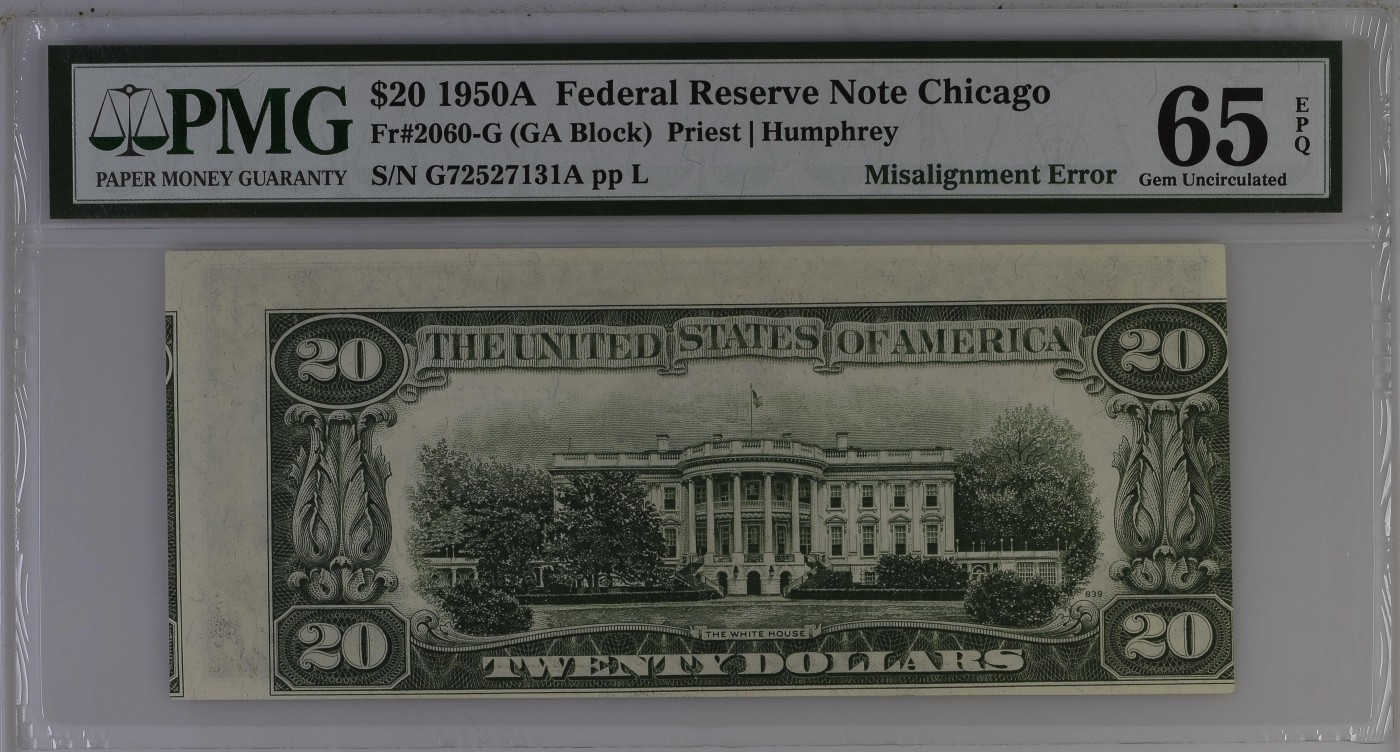 PMG
PAPER MONEY GUARANTY
$20 1950A Federal Reserve Note Chicago
Fr#2060-G (GA Block) Priest | Humphrey
S/N G72527131A pp L
Misalignment Error
65
EPQ
Gem Uncirculated
20 THE UNITED STATES OF AMERICA 20
839
THE WHITE HOUSE
20 TWENTY DOLLARS 20